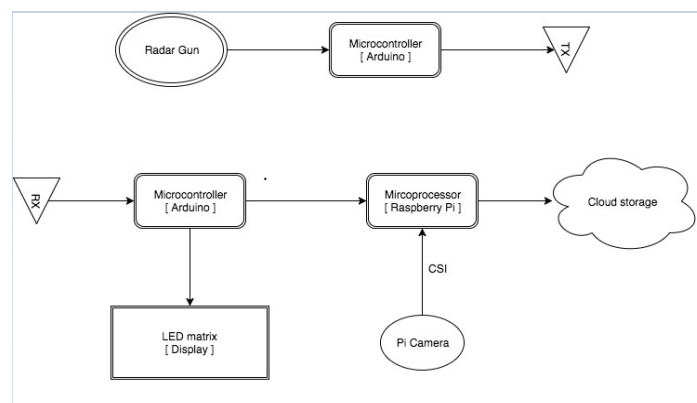 Radar Gun
Microcontroller
[ Arduino ]
TX
RX
Microcontroller
[ Arduino ]
Mircoprocessor
[ Raspberry Pi ]
Cloud storage
CSI
LED matrix
[ Display ]
Pi Camera